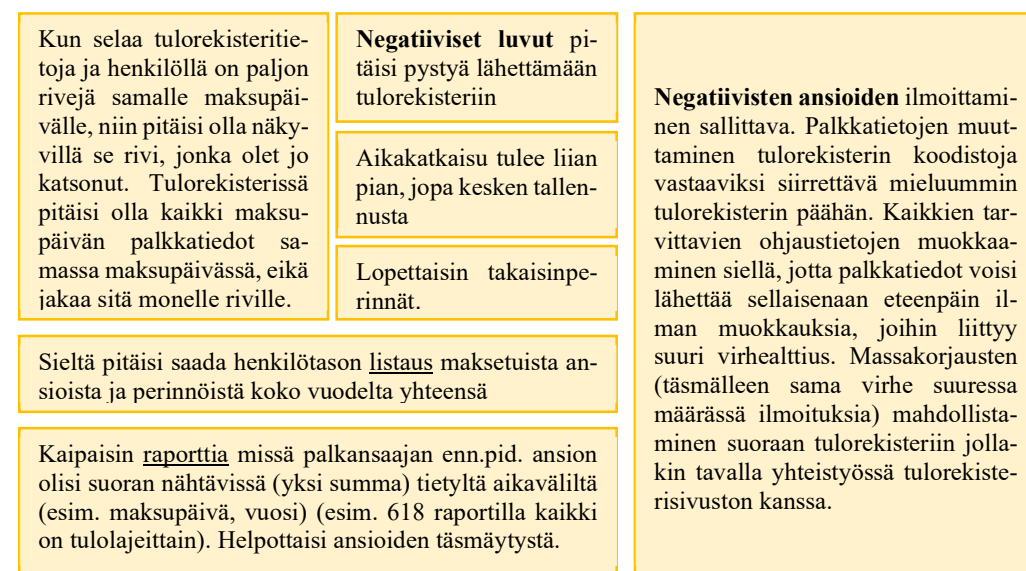 Kun selaa tulorekisteritie-
toja ja henkilöllä on paljon
rivejä samalle maksupäi-
välle, niin pitäisi olla näky-
villä se rivi, jonka olet jo
katsonut. Tulorekisterissä
pitäisi olla kaikki maksu-
päivän palkkatiedot sa-
massa maksupäivässä, eikä
jakaa sitä monelle riville.
Negatiiviset luvut pi-
täisi pystyä lähettämään
tulorekisteriin
Aikakatkaisu tulee liian
pian, jopa kesken tallen-
nusta
Lopettaisin takaisinpe-
rinnät.
Sieltä pitäisi saada henkilötason listaus maksetuista an-
sioista ja perinnöistä koko vuodelta yhteensä
Kaipaisin raporttia missä palkansaajan enn.pid. ansion
olisi suoran nähtävissä (yksi summa) tietyltä aikaväliltä
(esim. maksupäivä, vuosi) (esim. 618 raportilla kaikki
on tulolajeittain). Helpottaisi ansioiden täsmäytystä.
Negatiivisten ansioiden ilmoittami-
nen sallittava. Palkkatietojen muut-
taminen tulorekisterin koodistoja
vastaaviksi siirrettävä mieluummin
tulorekisterin päähän. Kaikkien tar-
vittavien ohjaustietojen muokkaa-
minen siellä, jotta palkkatiedot voisi
lähettää sellaisenaan eteenpäin il-
man muokkauksia, joihin liittyy
suuri virhealttius. Massakorjausten
(täsmälleen sama virhe suuressa
määrässä ilmoituksia) mahdollista-
minen suoraan tulorekisteriin jolla-
kin tavalla yhteistyössä tulorekiste-
risivuston kanssa.